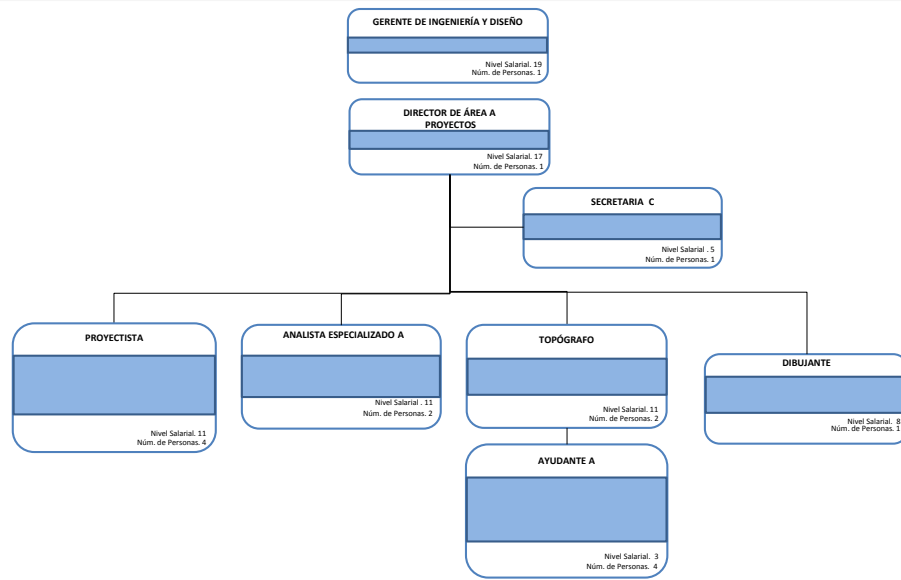 GERENTE DE INGENIERÍA Y DISEÑO
Nivel Salarial. 19
Núm. de Personas. 1
DIRECTOR DE ÁREA A
PROYECTOS
Nivel Salarial. 17
Núm. de Personas. 1
SECRETARIA C
Nivel Salarial . 5
Núm. de Personas. 1
PROYECTISTA
Nivel Salarial. 11
Núm. de Personas. 4
ANALISTA ESPECIALIZADO A
Nivel Salarial . 11
Núm. de Personas. 2
TOPÓGRAFO
Nivel Salarial. 11
Núm. de Personas. 2
DIBUJANTE
Nivel Salarial. 8
Núm. de Personas. 1
AYUDANTE A
Nivel Salarial. 3
Núm. de Personas. 4